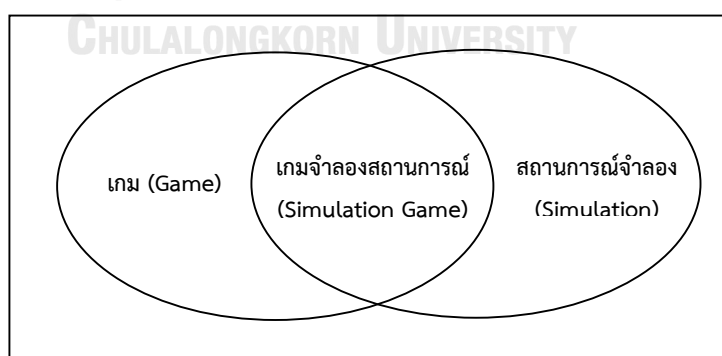 CHULALONGKORN UNIVERSITY
เกม (Game)
เกมจำลองสถานการณ์
(Simulation Game)
สถานการณ์จำลอง
(Simulation)